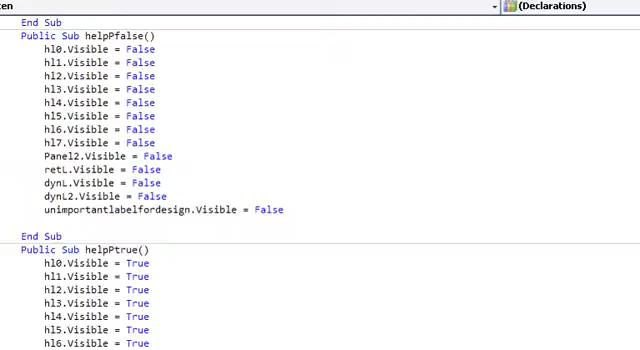 ten
(Declarations)
End Sub
Public Sub helpPfalse()
hl0.Visible = False
hl1.Visible = False
hl2.Visible = False
hl3.Visible = False
hl4.Visible = False
hl5.Visible = False
hl6.Visible = False
hl7.Visible = False
Panel2.Visible = False
retL.Visible = False
dynL.Visible = False
dynL2.Visible = False
unimportantlabelfordesign.Visible = False
End Sub
Public Sub helpPtrue()
hl0.Visible = True
hl1.Visible = True
hl2.Visible = True
hl3.Visible = True
hl4.Visible = True
hl5.Visible = True
hl6.Visible = True